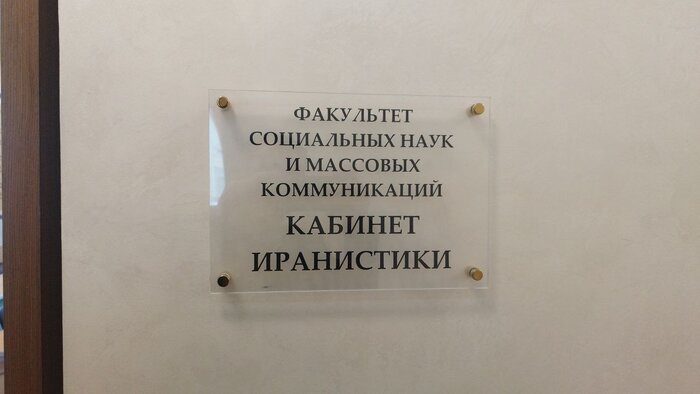 ФАКУЛЬТЕТ
СОЦИАЛЬНЫХ НАУК
И МАССОВЫХ
КОММУНИКАЦИЙ
КАБИНЕТ
ИРАНИСТИКИ